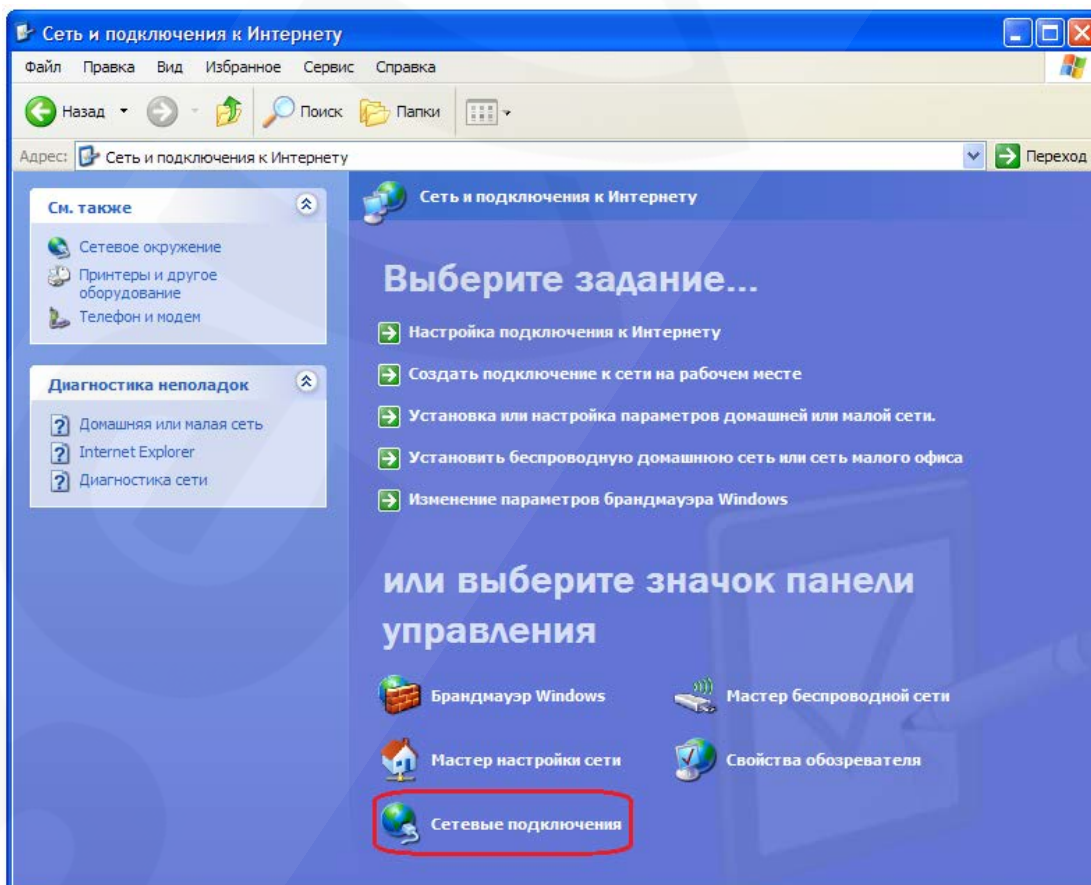 Сеть и подключения к Интернету
Файл Правка Вид Избранное Сервис Справка
Назад Поиск Папки
Адрес: Сеть и подключения к Интернету Переход
См. также
Сетевое окружение
Принтеры и другое
оборудование
Телефон и модем
Диагностика неполадок
Домашняя или малая сеть
Internet Explorer
Диагностика сети
Сеть и подключения к Интернету
Выберите задание...
Настройка подключения к Интернету
Создать подключение к сети на рабочем месте
Установка или настройка параметров домашней или малой сети.
Установить беспроводную домашнюю сеть или сеть малого офиса
Изменение параметров брандмауэра Windows
или выберите значок панели
управления
Брандмауэр Windows Мастер беспроводной сети
Мастер настройки сети Свойства обозревателя
Сетевые подключения